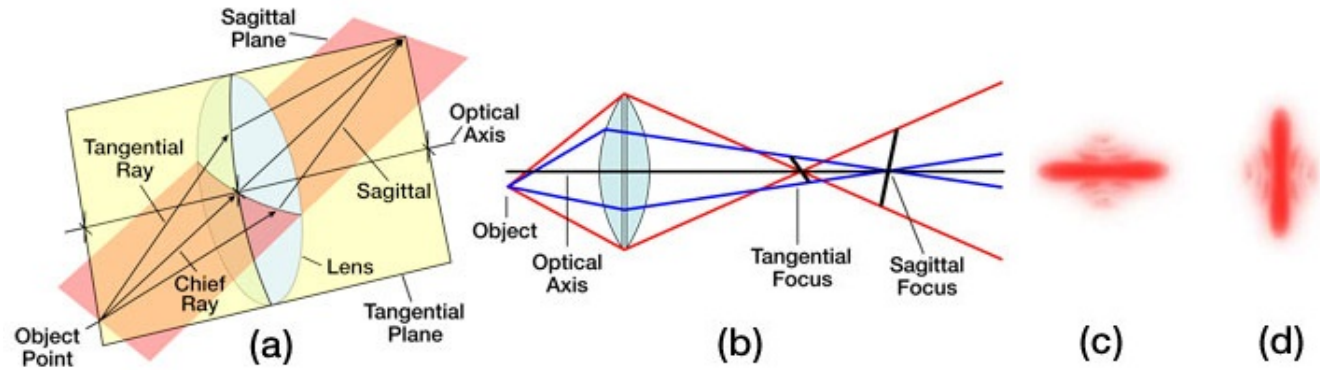 Sagittal
Plane
Optical
Axis
Tangential
Ray
Sagittal
Chief
Ray
Lens
Tangential
Plane
Object
Point
(a)
Object
Optical
Axis
Tangential
Focus
Sagittal
Focus
(b)
(c)
(d)